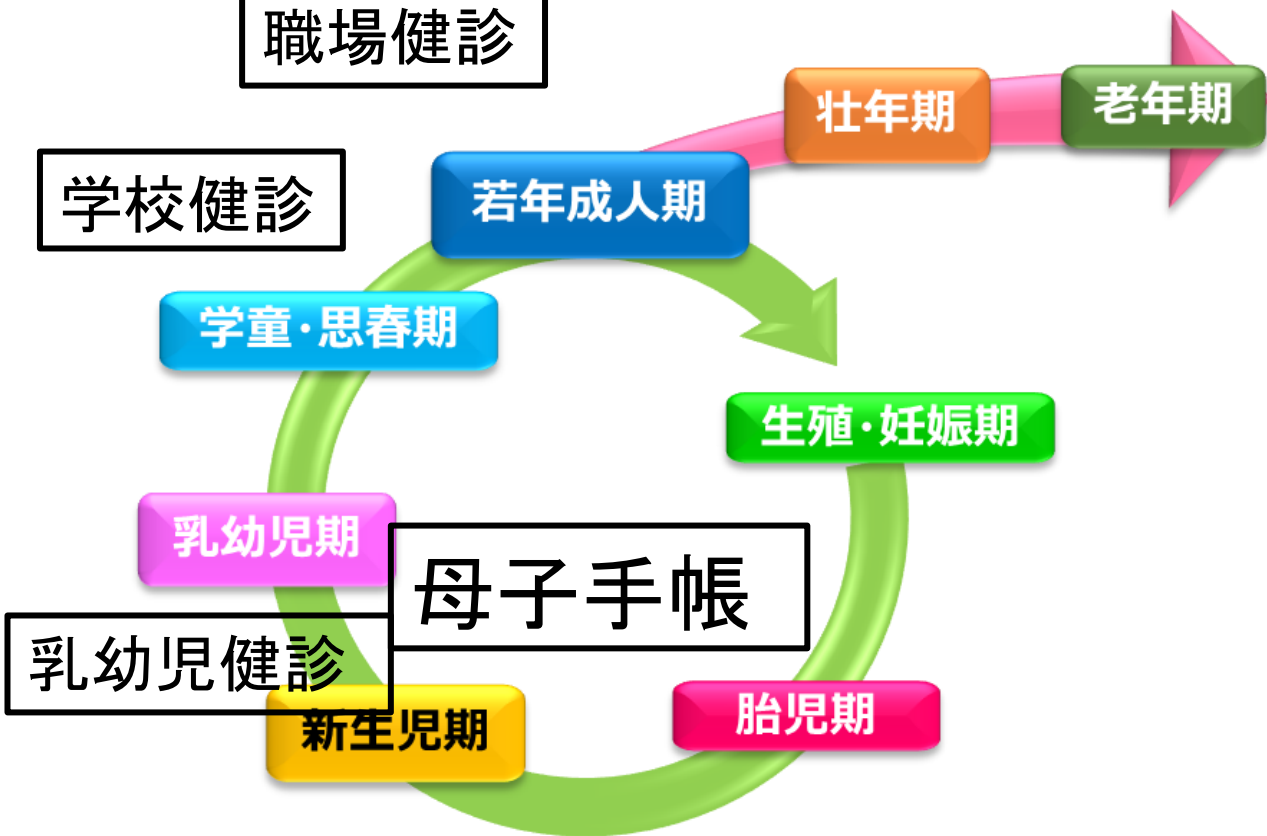 職場健診
壮年期
老年期
学校健診
若年成人期
学童・思春期
生殖・妊娠期
乳幼児期
母子手帳
乳幼児健診
新生児期
胎児期